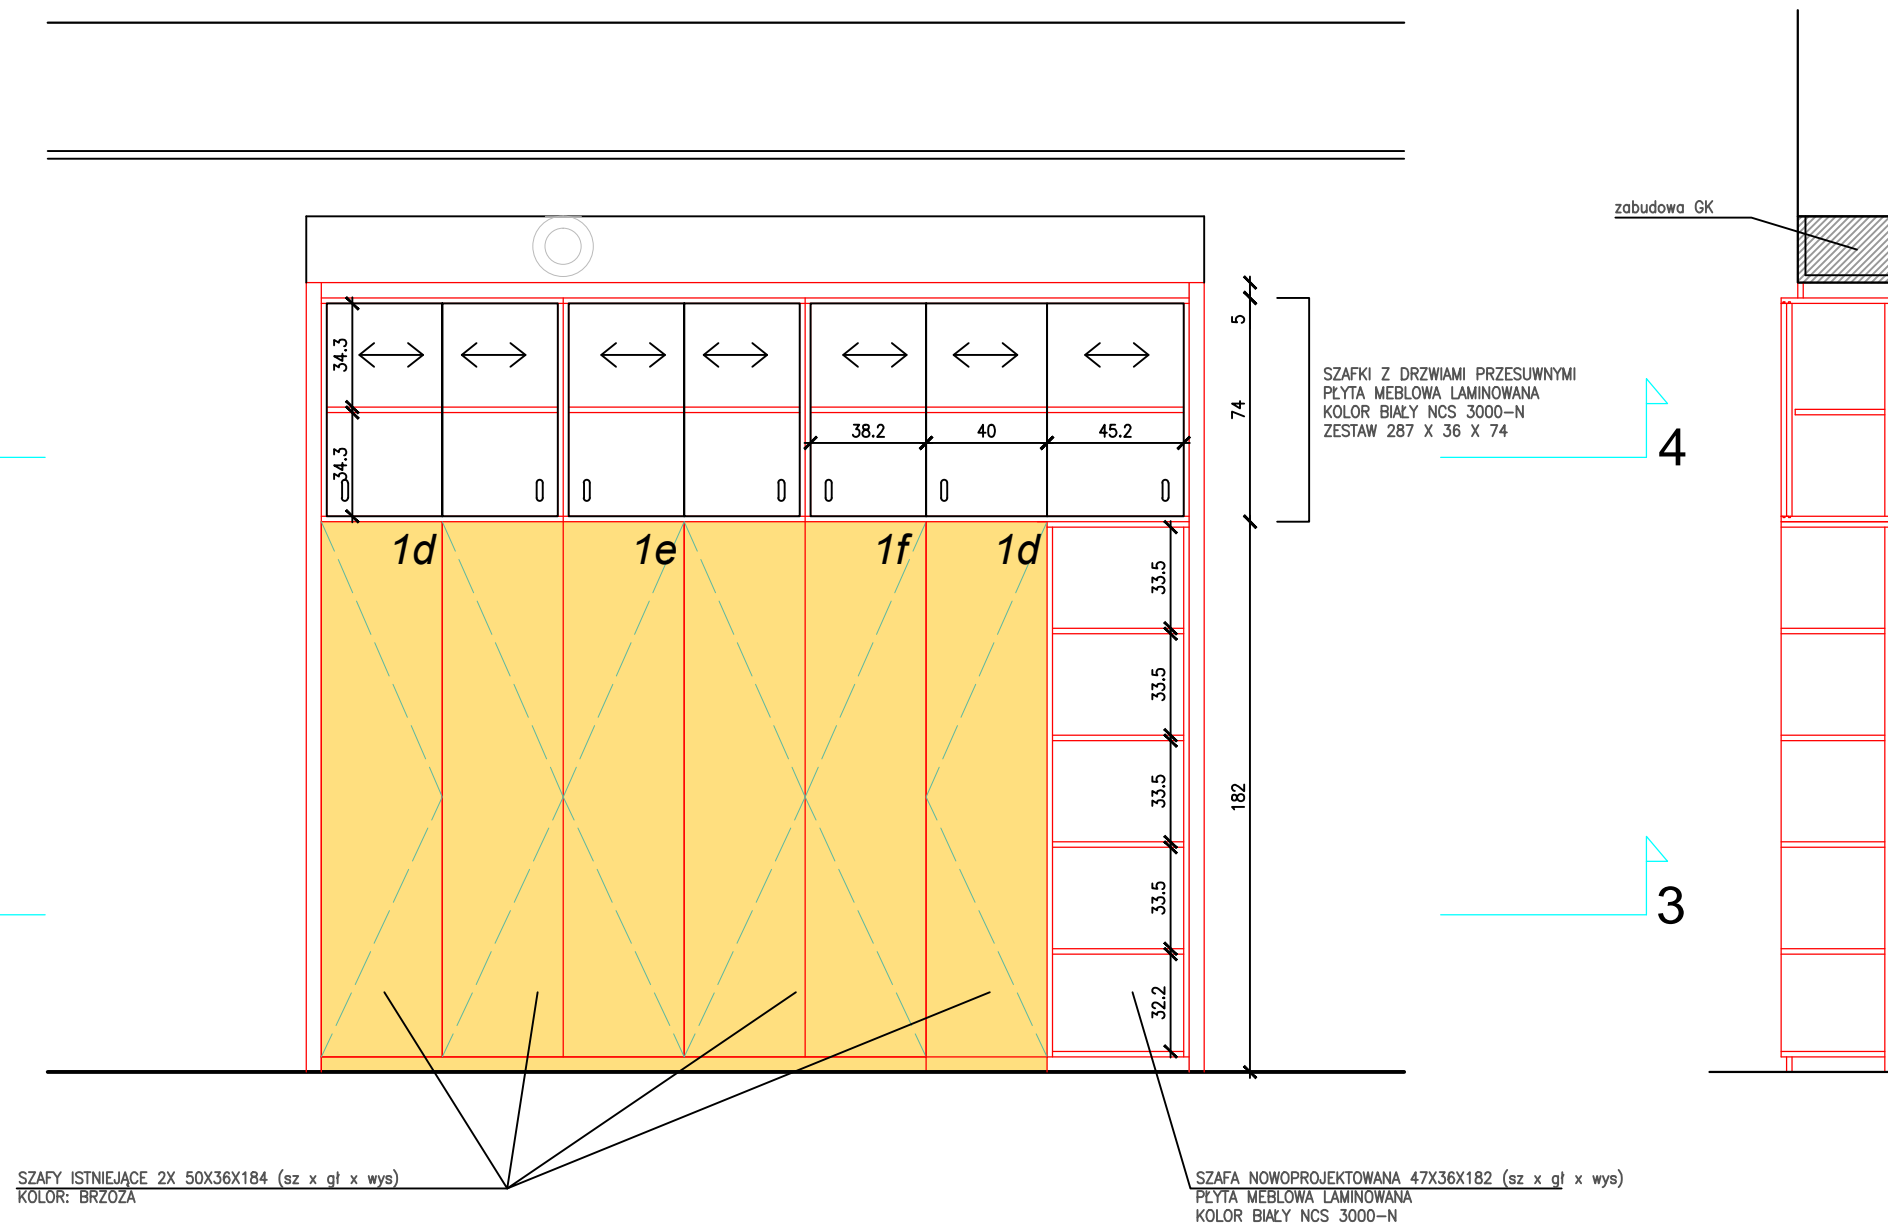 zabudowa GK
34.3
5
SZAFKI Z DRZWIAMI PRZESUWNYMI
PŁYTA MEBLOWA LAMINOWANA
KOLOR BIAŁY NCS 3000-N
ZESTAW 287 X 36 X 74
74
38.2 40 45.2
4
34.3
1d 1e 1f 1d
33.5
33.5
33.5
182
33.5
3
32.2
SZAFY ISTNIEJĄCE 2X 50X36X184 (sz x gł x wys)
KOLOR: BRZOZA
SZAFA NOWOPROJEKTOWANA 47X36X182 (sz x gł x wys)
PŁYTA MEBLOWA LAMINOWANA
KOLOR BIAŁY NCS 3000-N